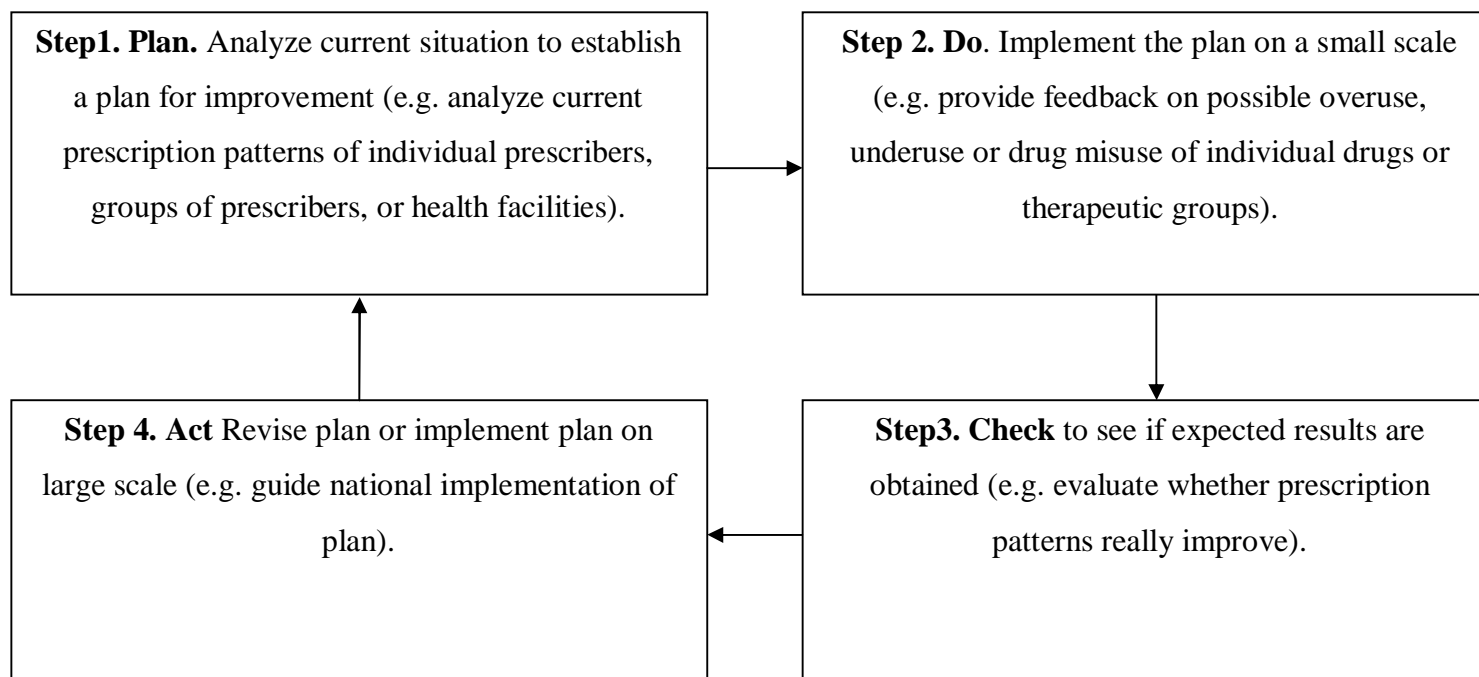 Step1. Plan. Analyze current situation to establish
a plan for improvement (e.g. analyze current
prescription patterns of individual prescribers,
groups of prescribers, or health facilities).
Step 2. Do. Implement the plan on a small scale
(e.g. provide feedback on possible overuse,
underuse or drug misuse of individual drugs or
therapeutic groups).
Step 4. Act Revise plan or implement plan on
large scale (e.g. guide national implementation of
plan).
Step3. Check to see if expected results are
obtained (e.g. evaluate whether prescription
patterns really improve).